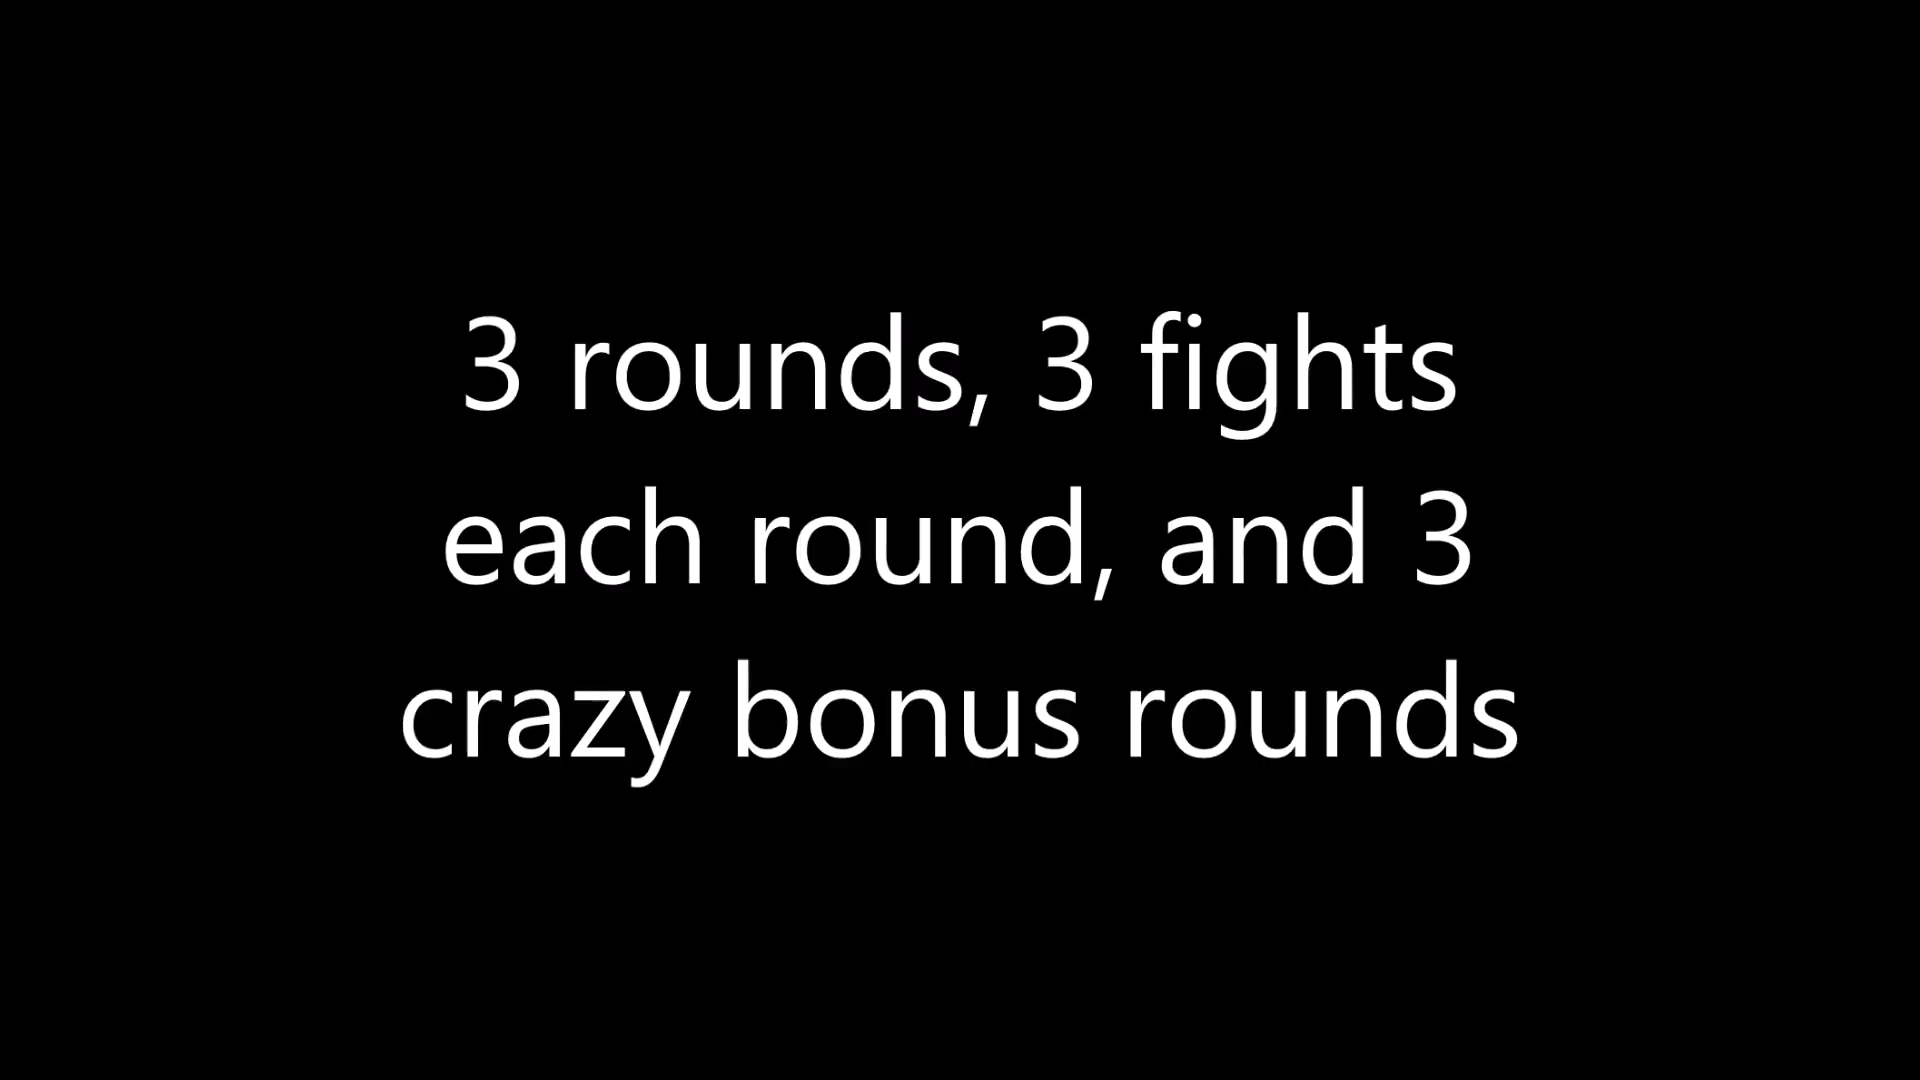 3 rounds, 3 fights
each round, and 3
crazy bonus rounds